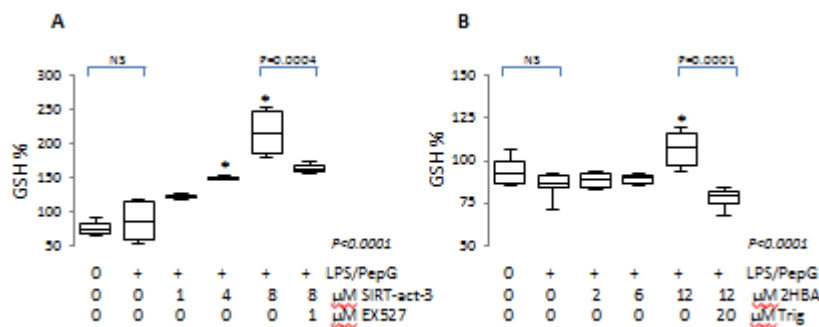 A
B
NS
P=0.0004
NS
P=0.0001
300
250
200
150
100
50
GSH %
150
125
100
75
50
GSH %
*
*
*
P<0.0001
P<0.0001
0 + + + + + LPS/PepG
0 0 1 4 8 8 µM SIRT-act-3
0 0 0 0 0 1 µM EX527
0 + + + + + LPS/PepG
0 0 2 6 12 12 µM 2HBA
0 0 0 0 0 20 µM Trig